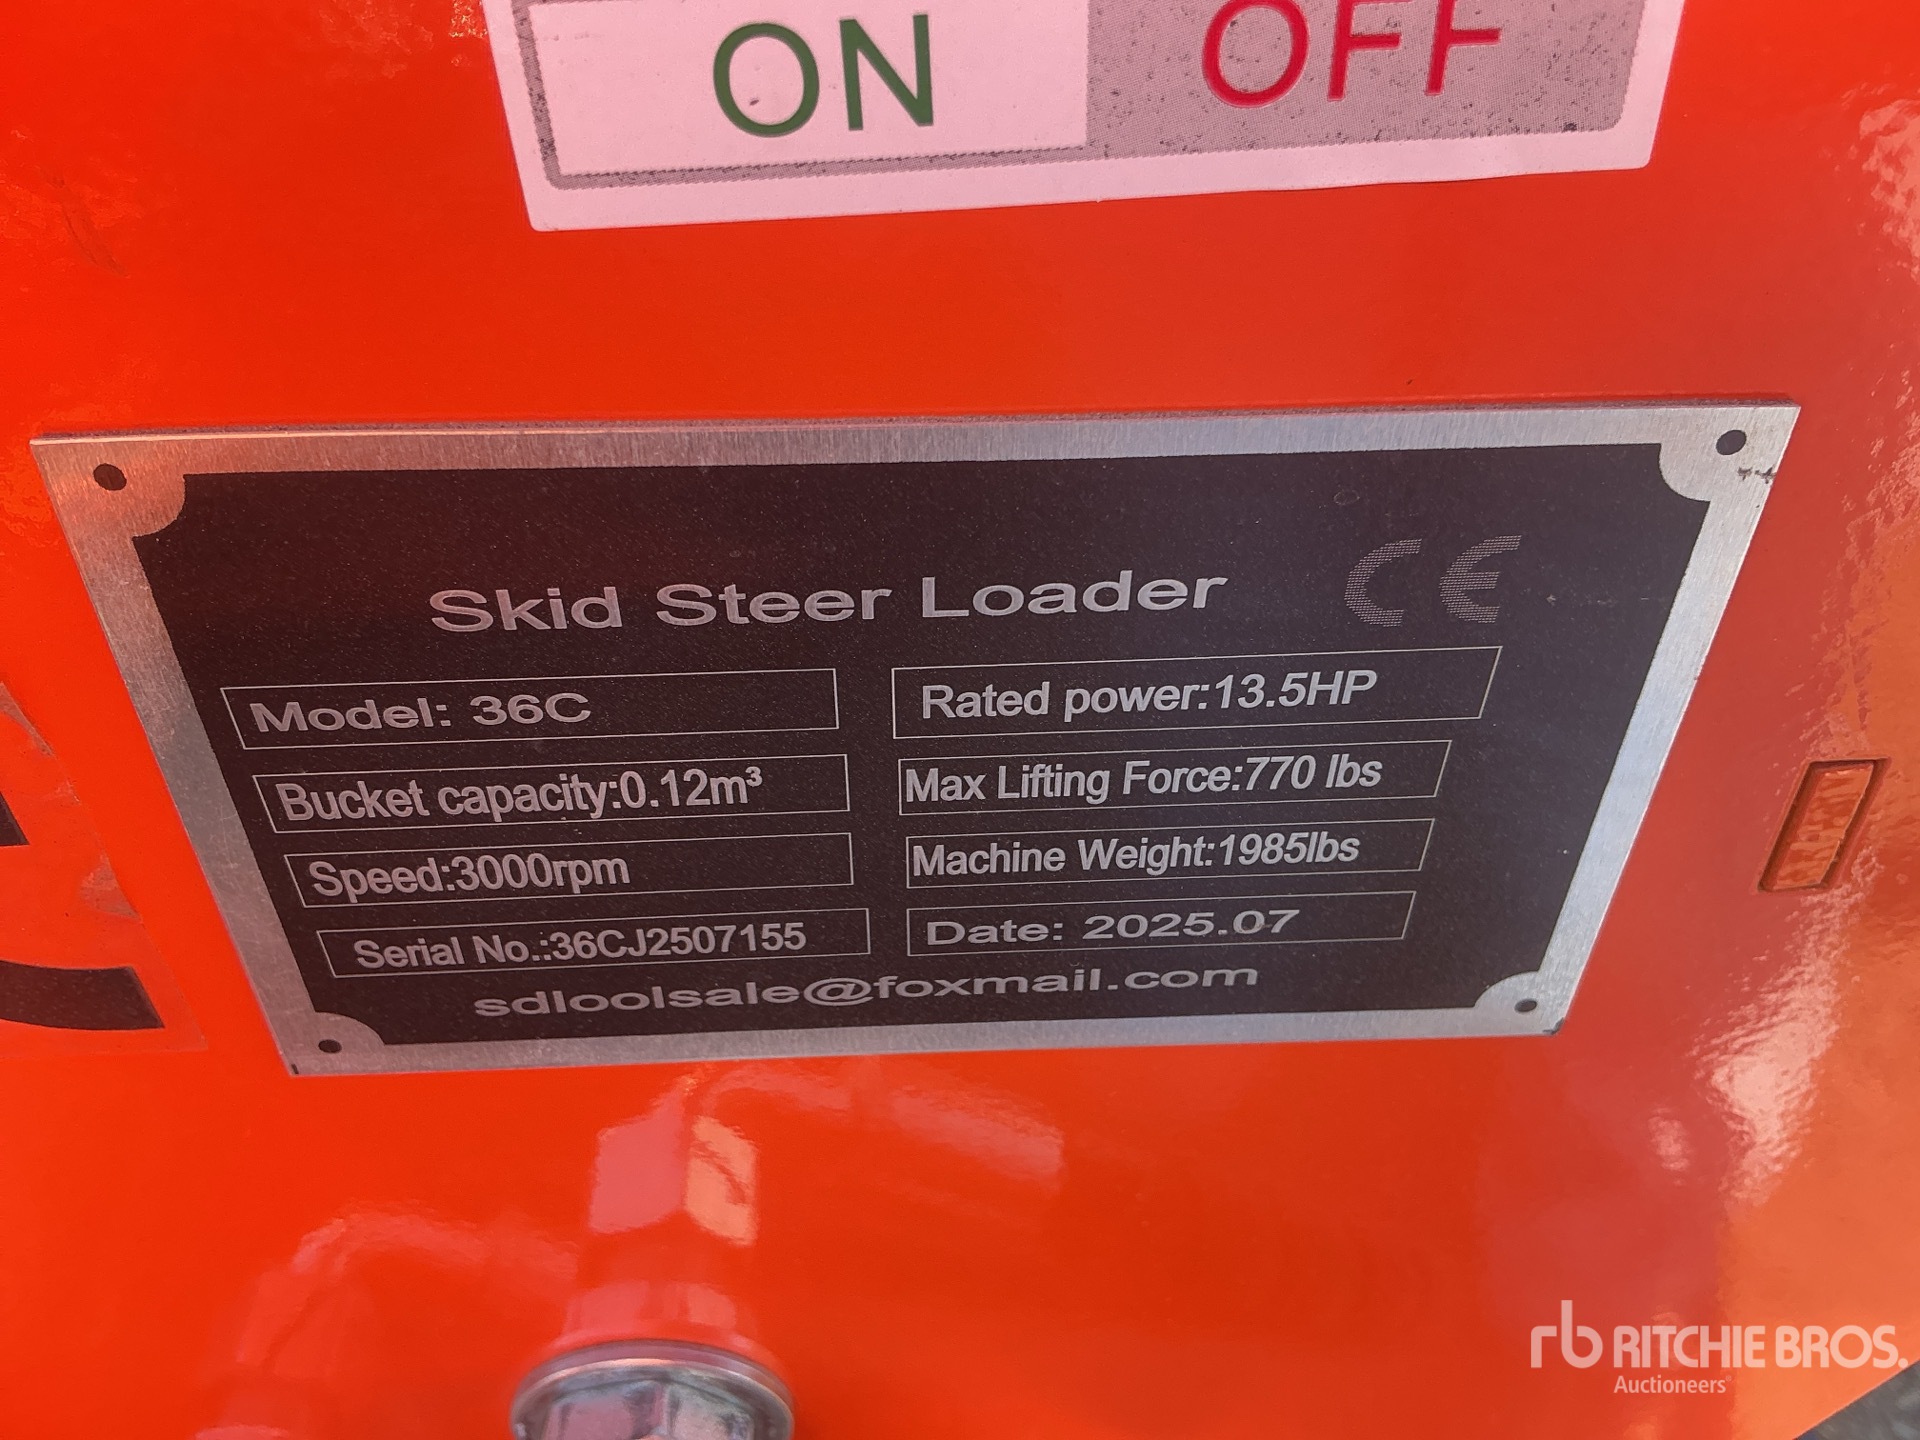 ON OFF
Skid Steer Loader CE
Model: 36C
Rated power:13.5HP
Bucket capacity:0.12m³
Max Lifting Force:770 lbs
Speed:3000rpm
Machine Weight:1985lbs
Serial No.:36CJ2507155
Date: 2025.07
sdloolsale@foxmail.com
rb RITCHIE BROS.
Auctioneers